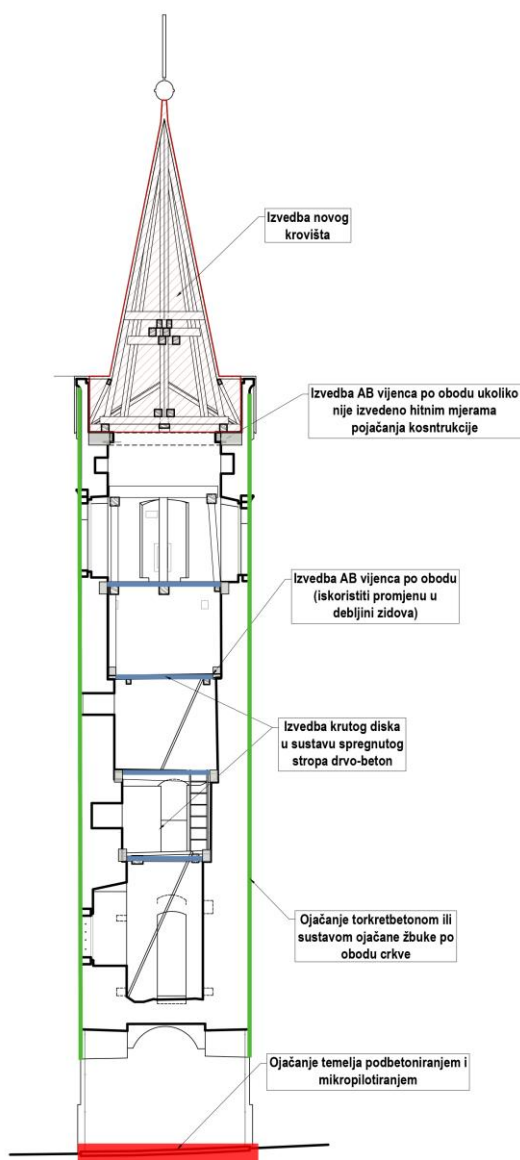 Izvedba novog
krovišta
Izvedba AB vijenca po obodu ukoliko
nije izvedeno hitnim mjerama
pojačanja kosntrukcije
Izvedba AB vijenca po obodu
(iskoristiti promjenu u
debljini zidova)
Izvedba krutog diska
u sustavu spregnutog
stropa drvo-beton
Ojačanje torkretbetonom ili
sustavom ojačane žbuke po
obodu crkve
Ojačanje temelja podbetoniranjem i
mikropilotiranjem